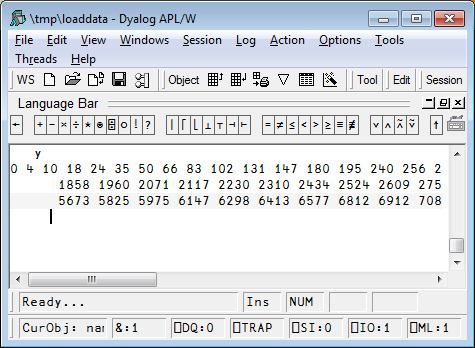 \tmp\loaddata - Dyalog APL/W
File Edit View Windows Session Log Action Options Tools
Threads Help
WS Object Tool Edit Session
Language Bar
← + - × ÷ * ⍟ ⌹ ○ ! ? | ⌈ ⌊ ⊥ ⊤ ⊣ ⊢ < ≤ = ≥ > ≠ ≡ ≢ ∨ ∧ ⍲ ⍱ ↑
y
0 4 10 18 24 35 50 66 83 102 131 147 180 195 240 256 2
1858 1960 2071 2117 2230 2310 2434 2524 2609 275
5673 5825 5975 6147 6298 6413 6577 6812 6912 708
Ready... Ins NUM
CurObj: nam &:1 ⎕DQ:0 ⎕TRAP ⎕SI:0 ⎕IO:1 ⎕ML:1